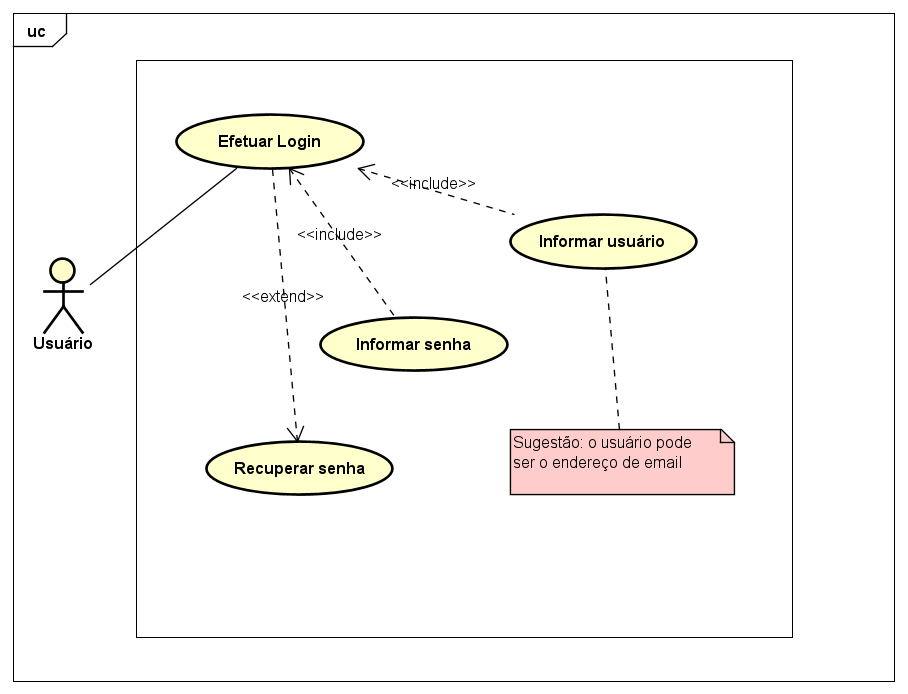 uc
Efetuar Login
<<include>>
<<include>>
Informar usuário
<<extend>>
Usuário
Informar senha
Recuperar senha
Sugestão: o usuário pode
ser o endereço de email